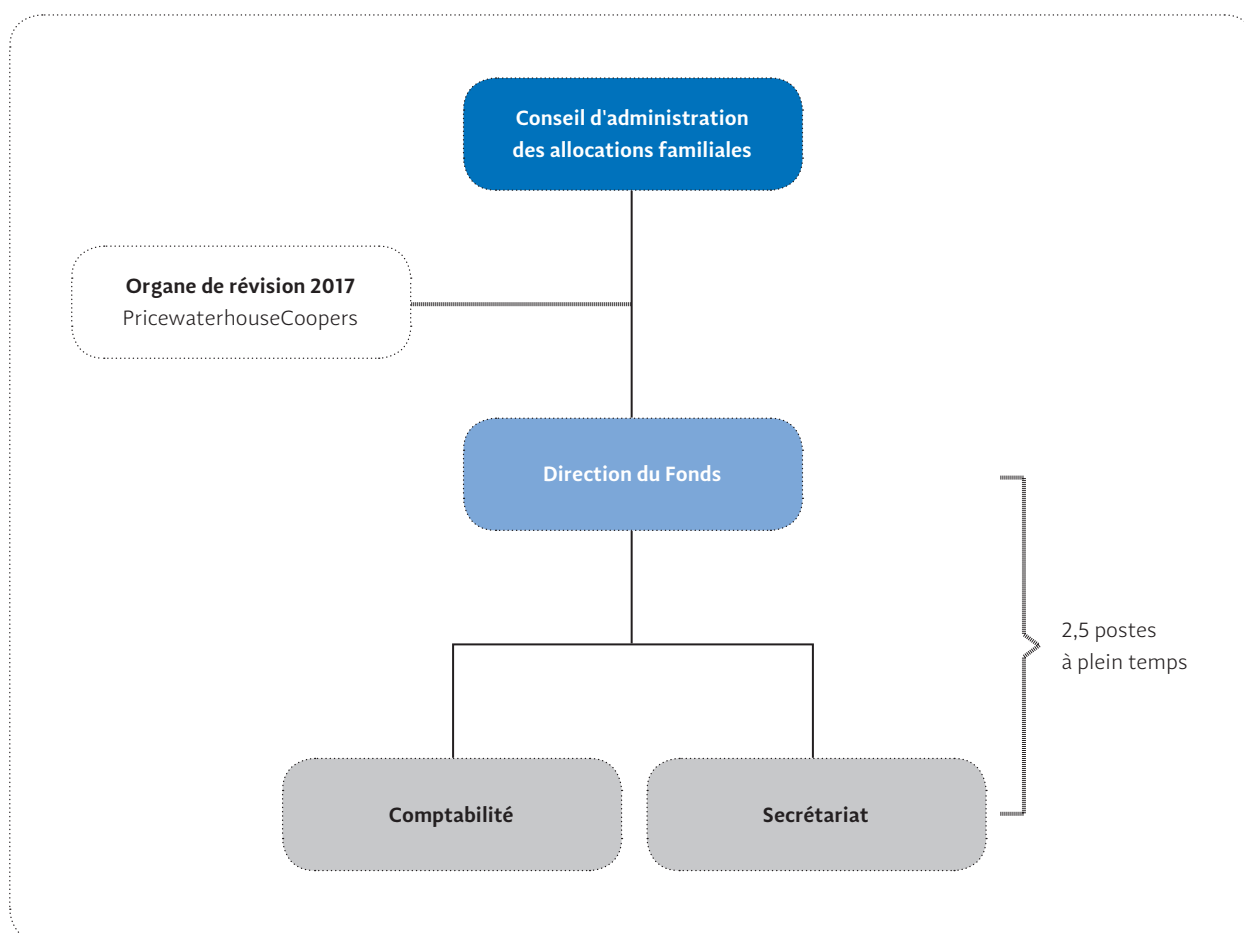 Conseil d'administration
des allocations familiales
Organe de révision 2017
PricewaterhouseCoopers
Direction du Fonds
2,5 postes
à plein temps
Comptabilité
Secrétariat